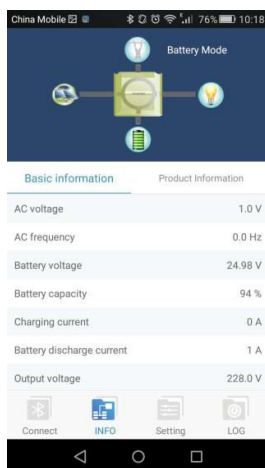 China Mobile 76% 10:18
Battery Mode
Basic information Product Information
AC voltage 1.0 V
AC frequency 0.0 Hz
Battery voltage 24.98 V
Battery capacity 94 %
Charging current 0 A
Battery discharge current 1 A
Output voltage 228.0 V
Connect INFO Setting LOG